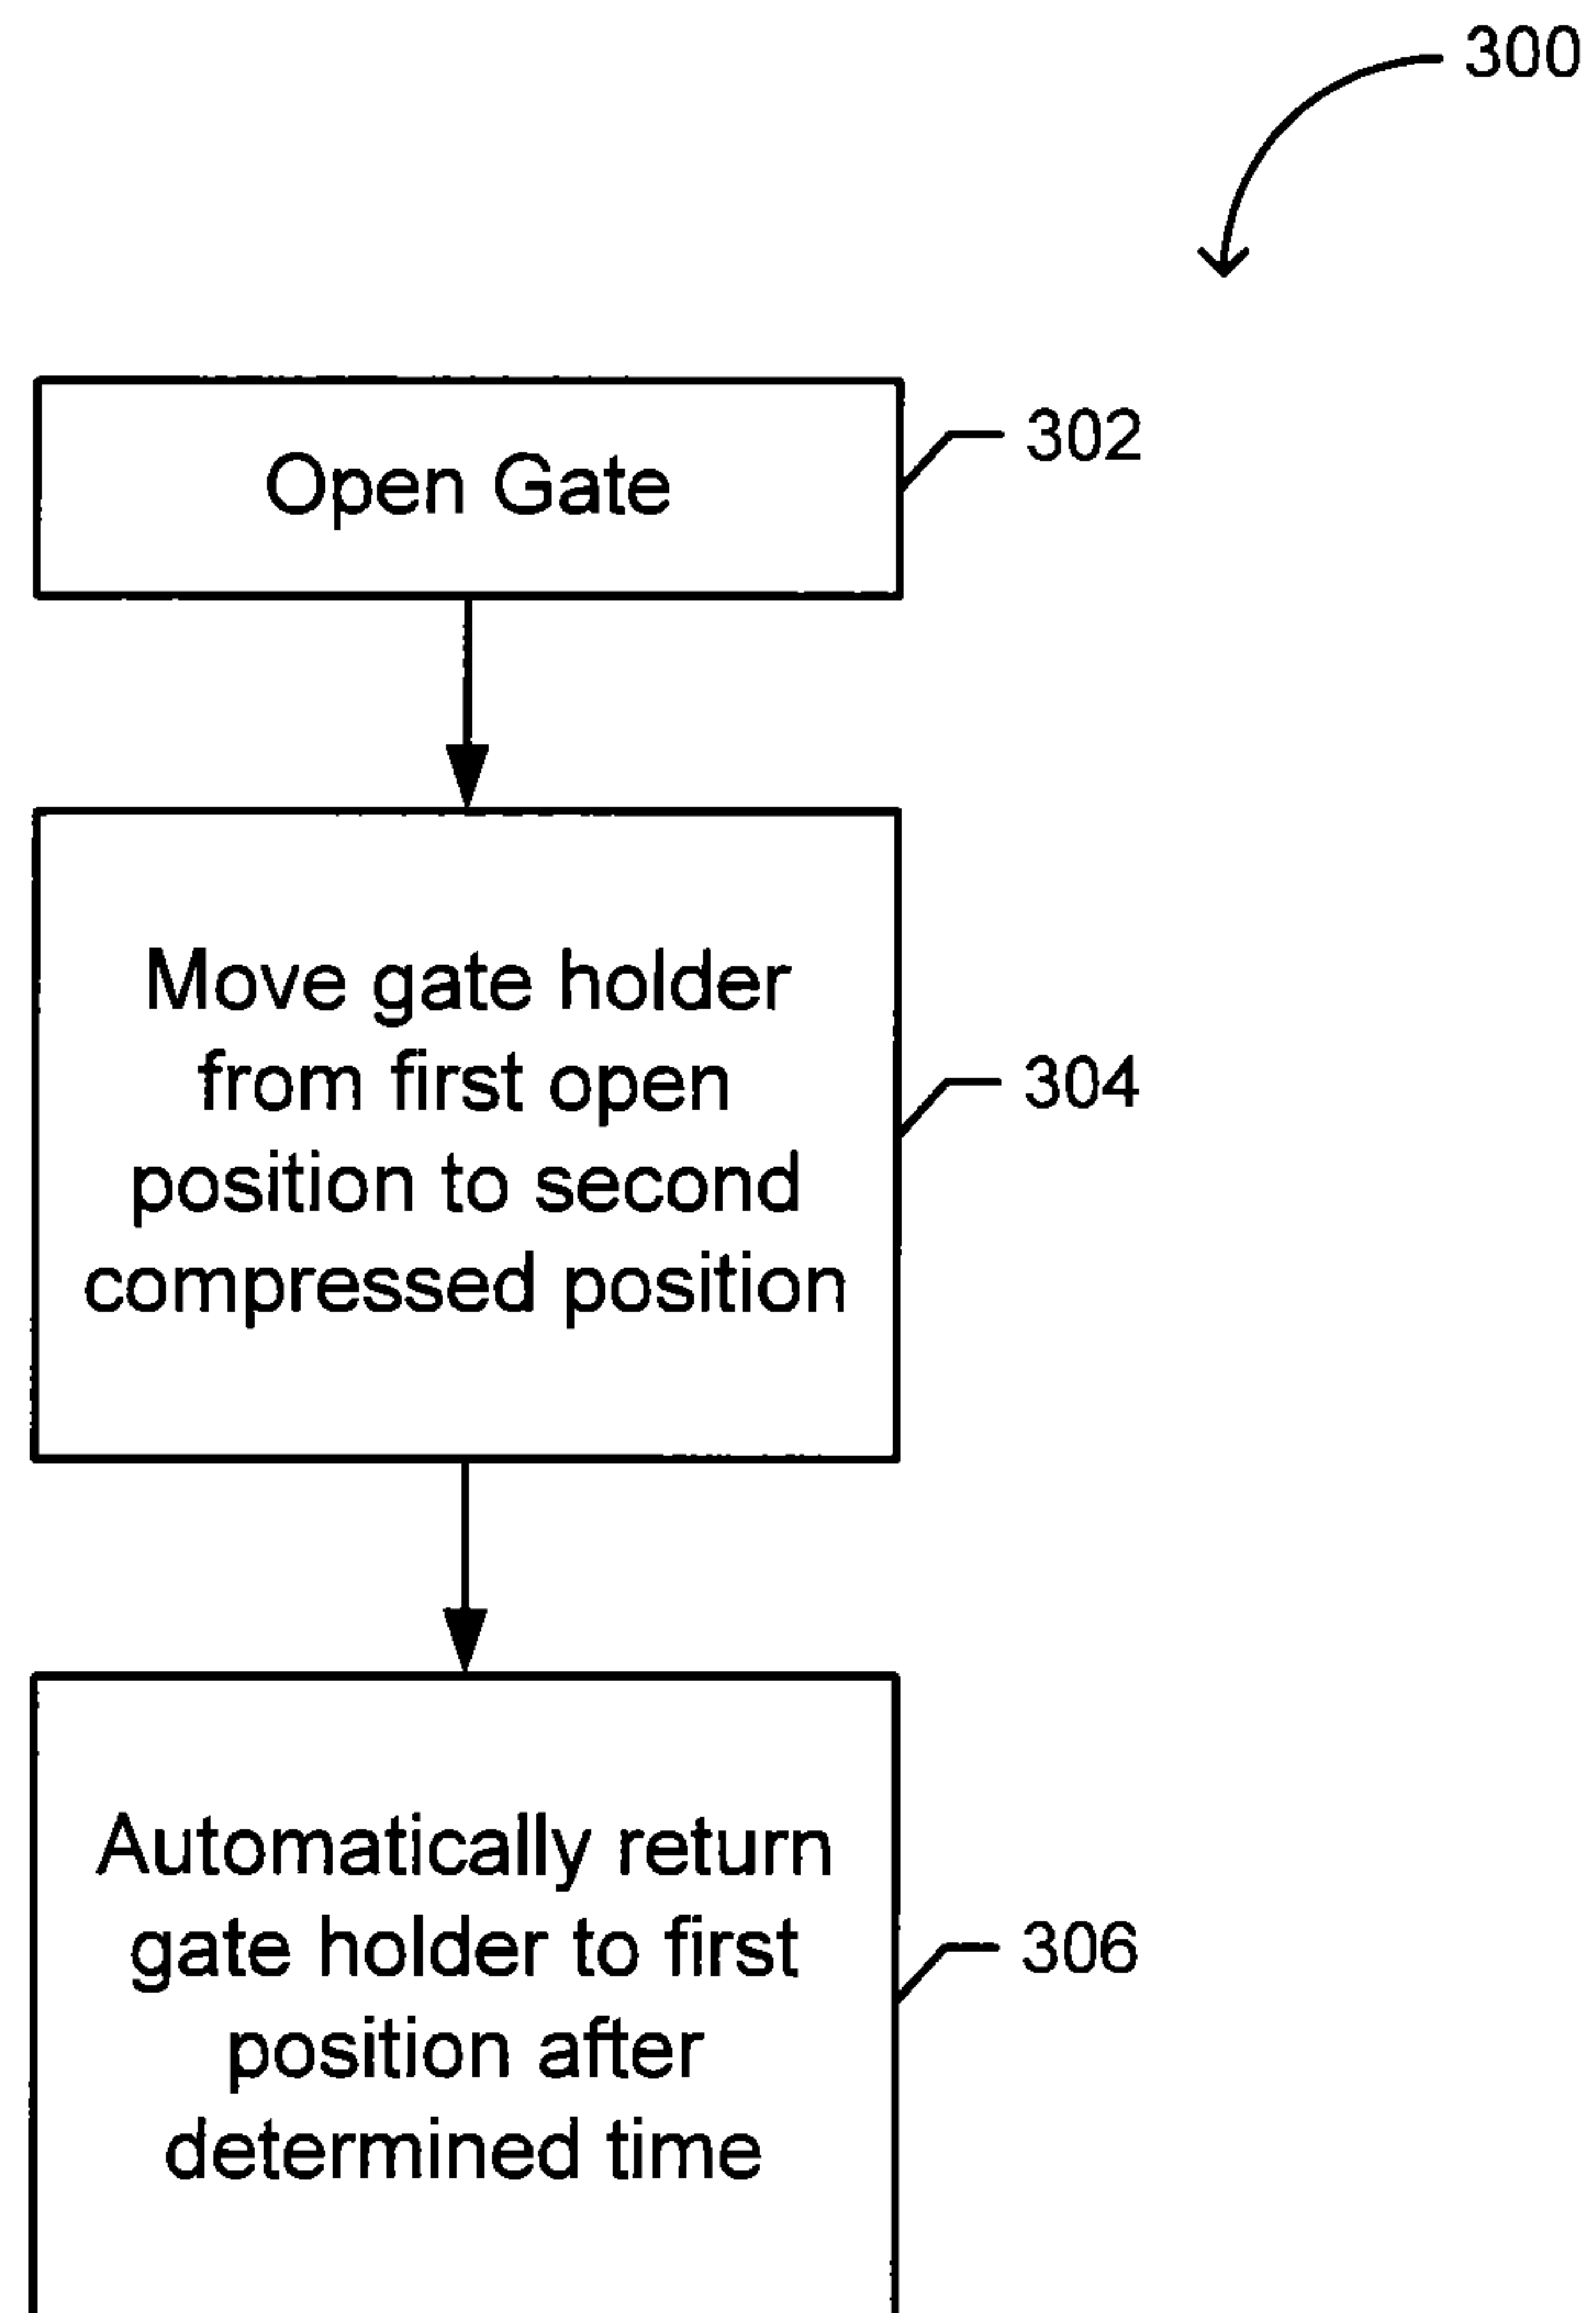 300
Open Gate
302
Move gate holder
from first open
position to second
compressed position
304
Automatically return
gate holder to first
position after
determined time
306